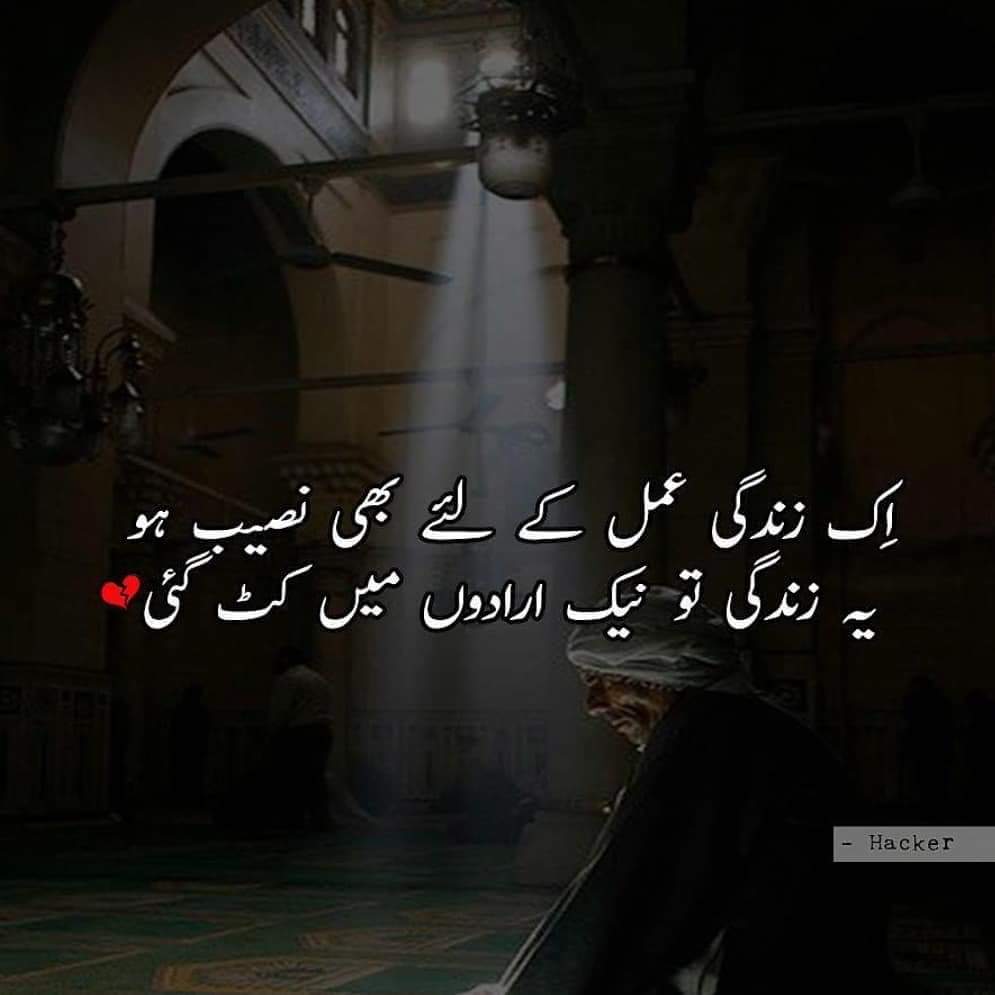 اِک زندگی عمل کے لئے بھی نصیب ہو
یہ زندگی تو نیک ارادوں میں کٹ گئی💔
- Hacker